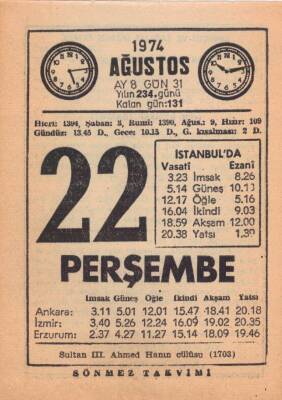 1974
AĞUSTOS
AY 8 GÜN 31
Yılın 234. günü
Kalan gün: 131
Hicri: 1394, Şaban: 3, Rumi: 1390, Ağus.: 9, Hızır: 109
Gündüz: 13.45 D., Gece: 10.15 D., G. kısalması: 2 D.
22
İSTANBUL'DA
Vasatî Ezanî
3.23 İmsak 8.26
5.14 Güneş 10.13
12.17 Öğle 5.16
16.04 İkindi 9.03
18.59 Akşam 12.00
20.38 Yatsı 1.39
PERŞEMBE
İmsak Güneş Öğle İkindi Akşam Yatsı
Ankara: 3.11 5.01 12.01 15.47 18.41 20.18
İzmir: 3.40 5.26 12.24 16.09 19.02 20.35
Erzurum: 2.37 4.27 11.27 15.14 18.09 19.46
Sultan III. Ahmed Hanın cülûsu (1703)
SÖNMEZ TAKVİMİ